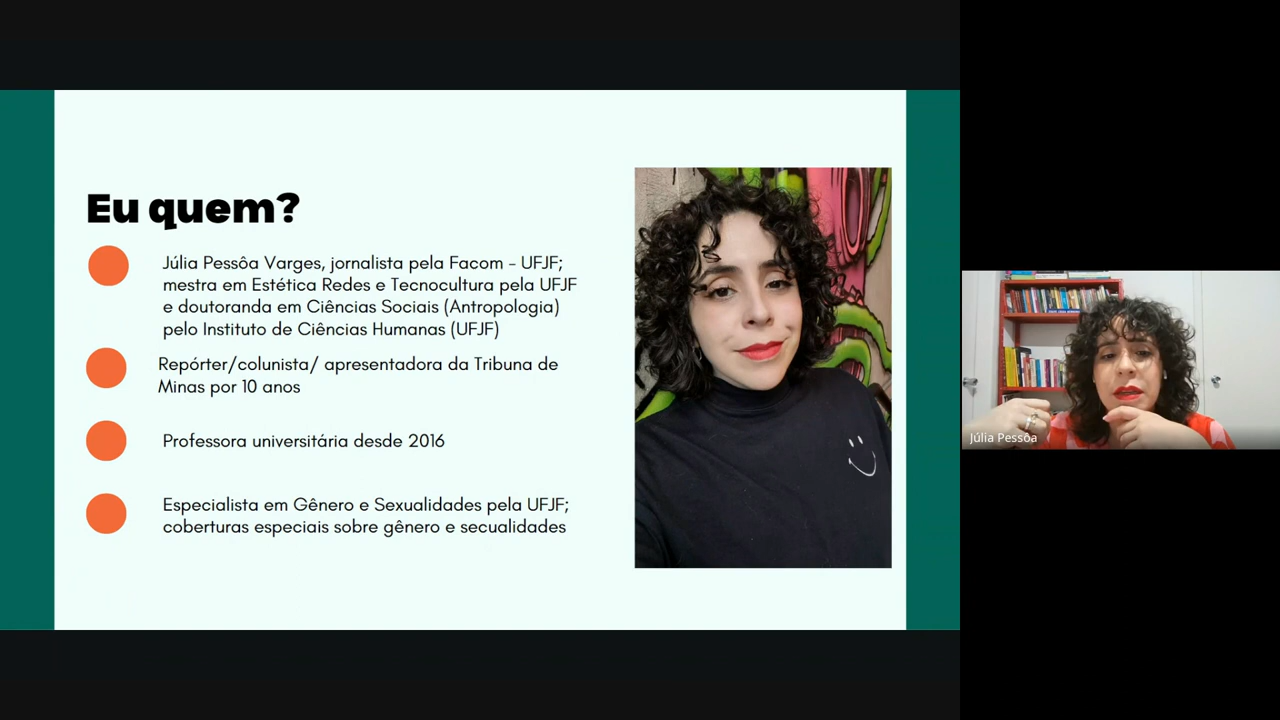 Eu quem?
Júlia Pessôa Varges, jornalista pela Facom - UFJF;
mestra em Estética Redes e Tecnocultura pela UFJF
e doutoranda em Ciências Sociais (Antropologia)
pelo Instituto de Ciências Humanas (UFJF)
Repórter/colunista/ apresentadora da Tribuna de
Minas por 10 anos
Professora universitária desde 2016
Especialista em Gênero e Sexualidades pela UFJF;
coberturas especiais sobre gênero e secualidades
Júlia Pessôa